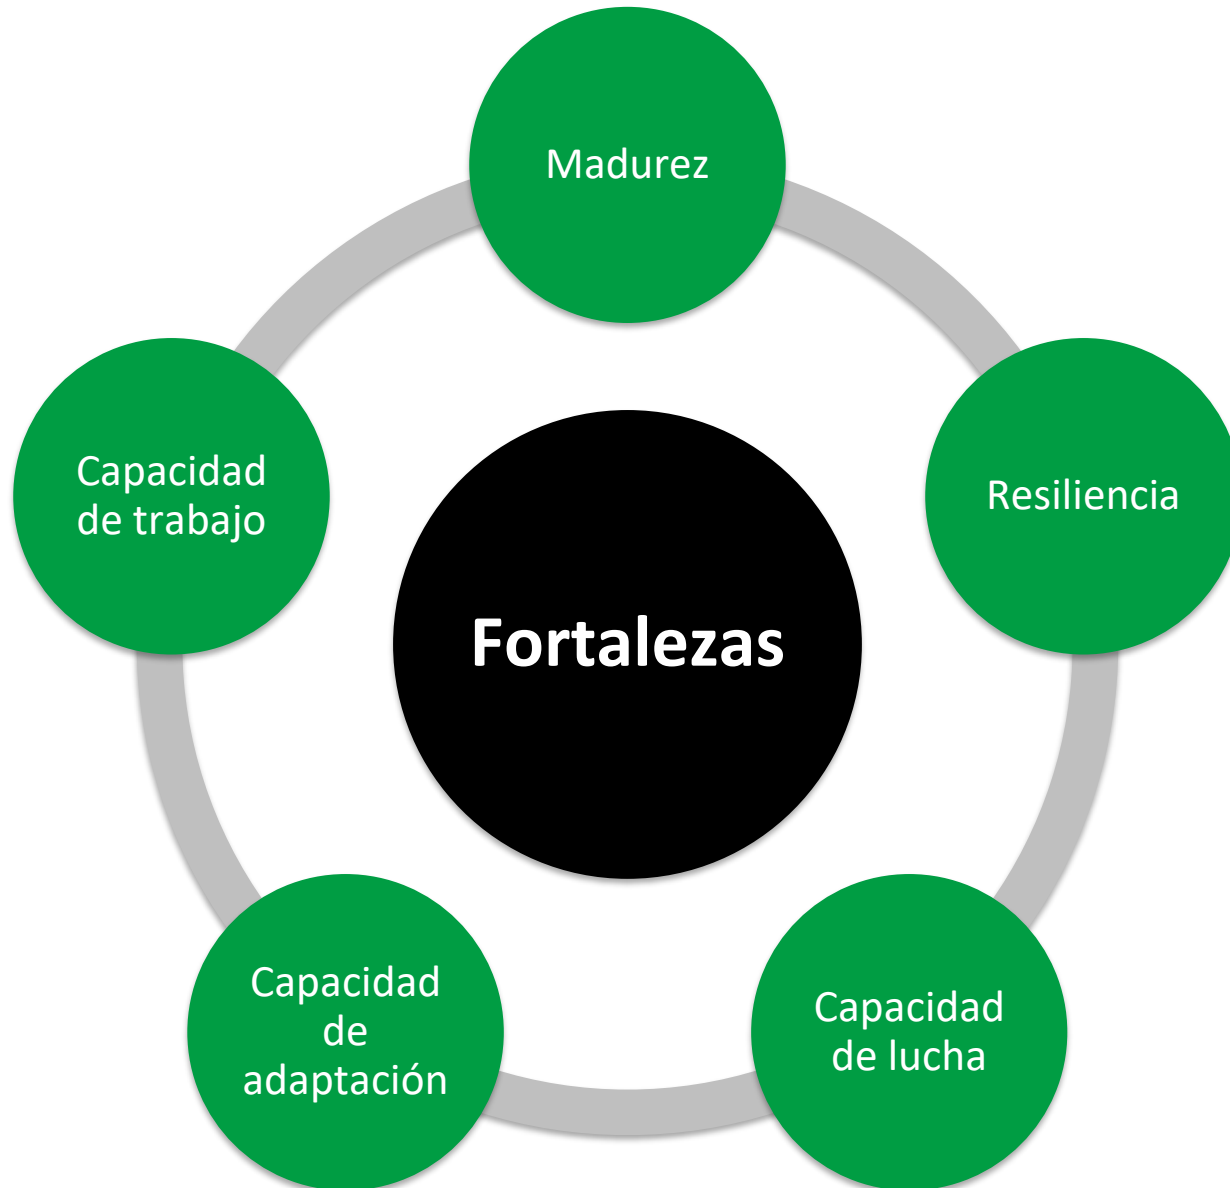 Madurez
Capacidad
de trabajo
Resiliencia
Fortalezas
Capacidad
de
adaptación
Capacidad
de lucha